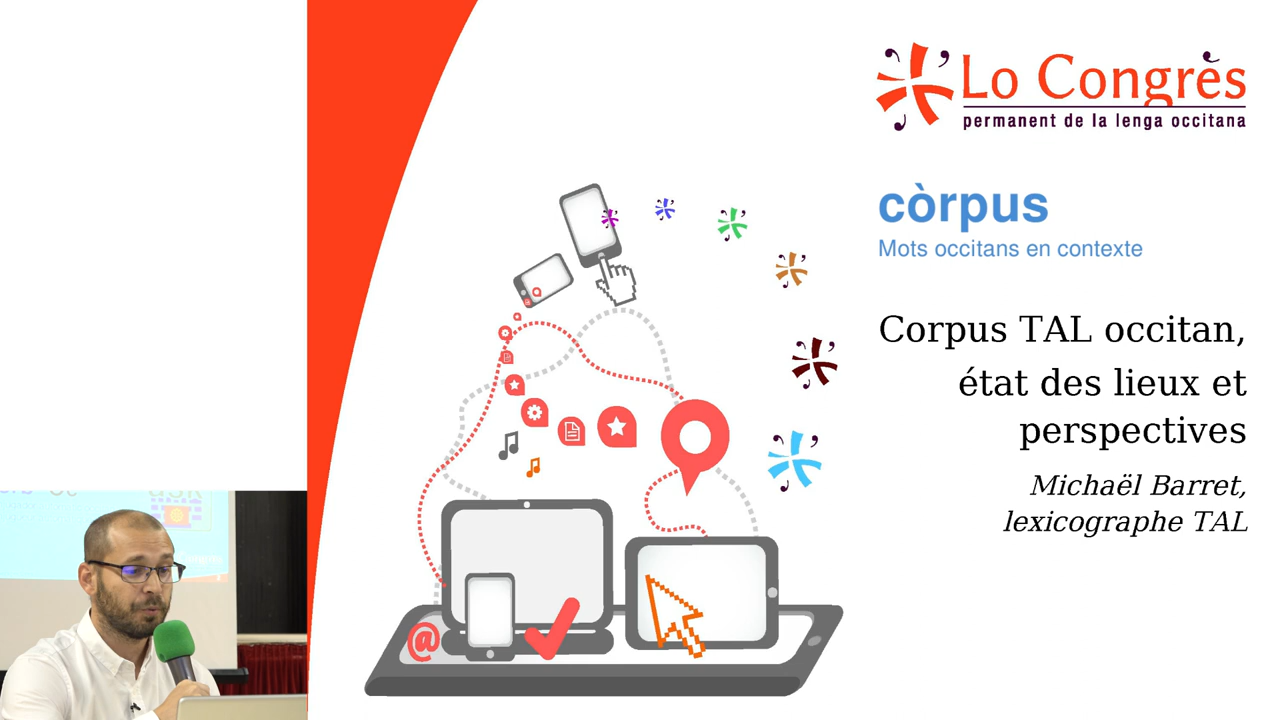 Lo Congrès
permanent de la lenga occitana
còrpus
Mots occitans en contexte
Corpus TAL occitan,
état des lieux et
perspectives
Michaël Barret,
lexicographe TAL
@